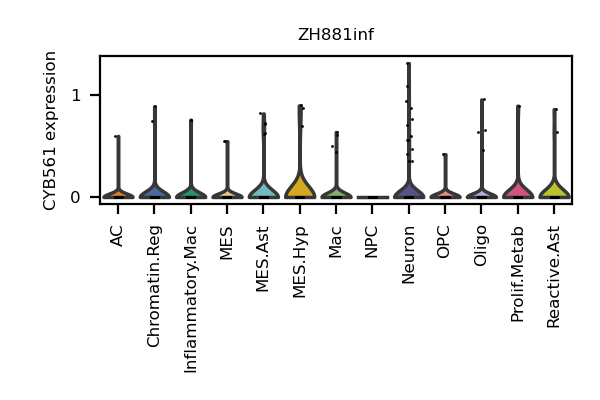 ZH881inf
CYB561 expression
1
0
AC
Chromatin.Reg
Inflammatory.Mac
MES
MES.Ast
MES.Hyp
Mac
NPC
Neuron
OPC
Oligo
Prolif.Metab
Reactive.Ast